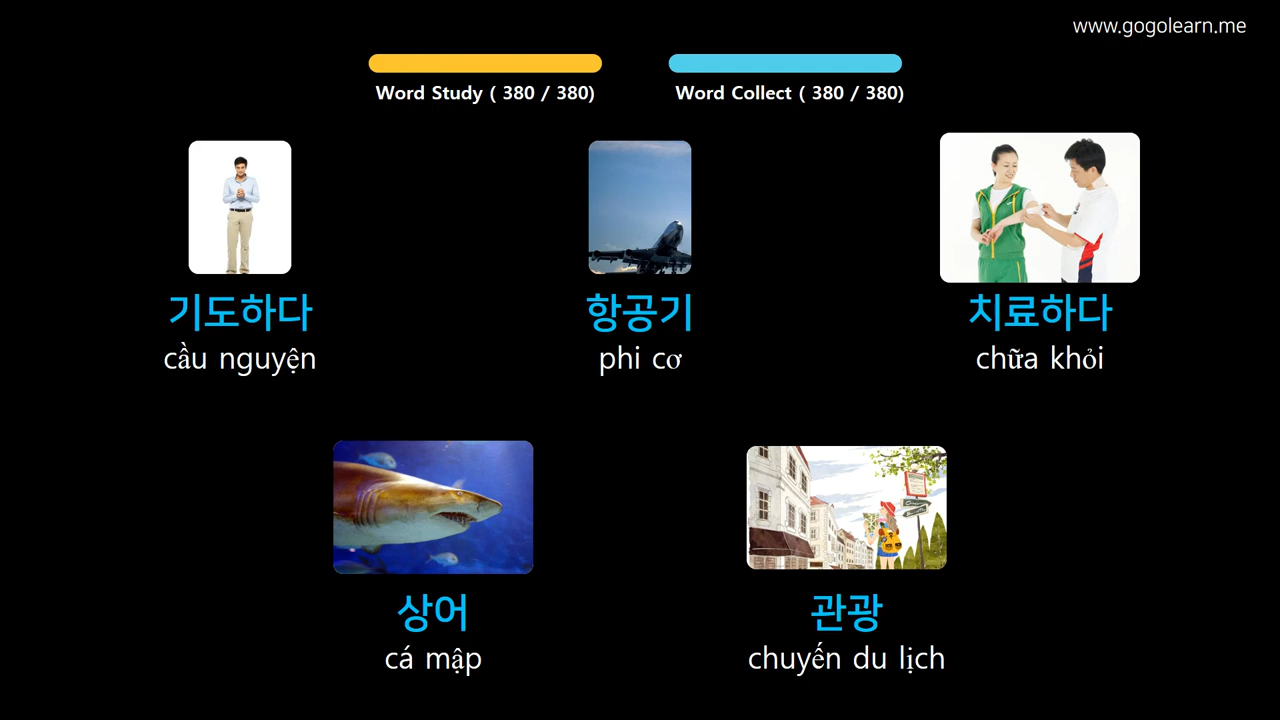 www.gogolearn.me
Word Study ( 380 / 380)
Word Collect ( 380 / 380)
기도하다
cầu nguyện
항공기
phi cơ
치료하다
chữa khỏi
상어
cá mập
관광
chuyến du lịch